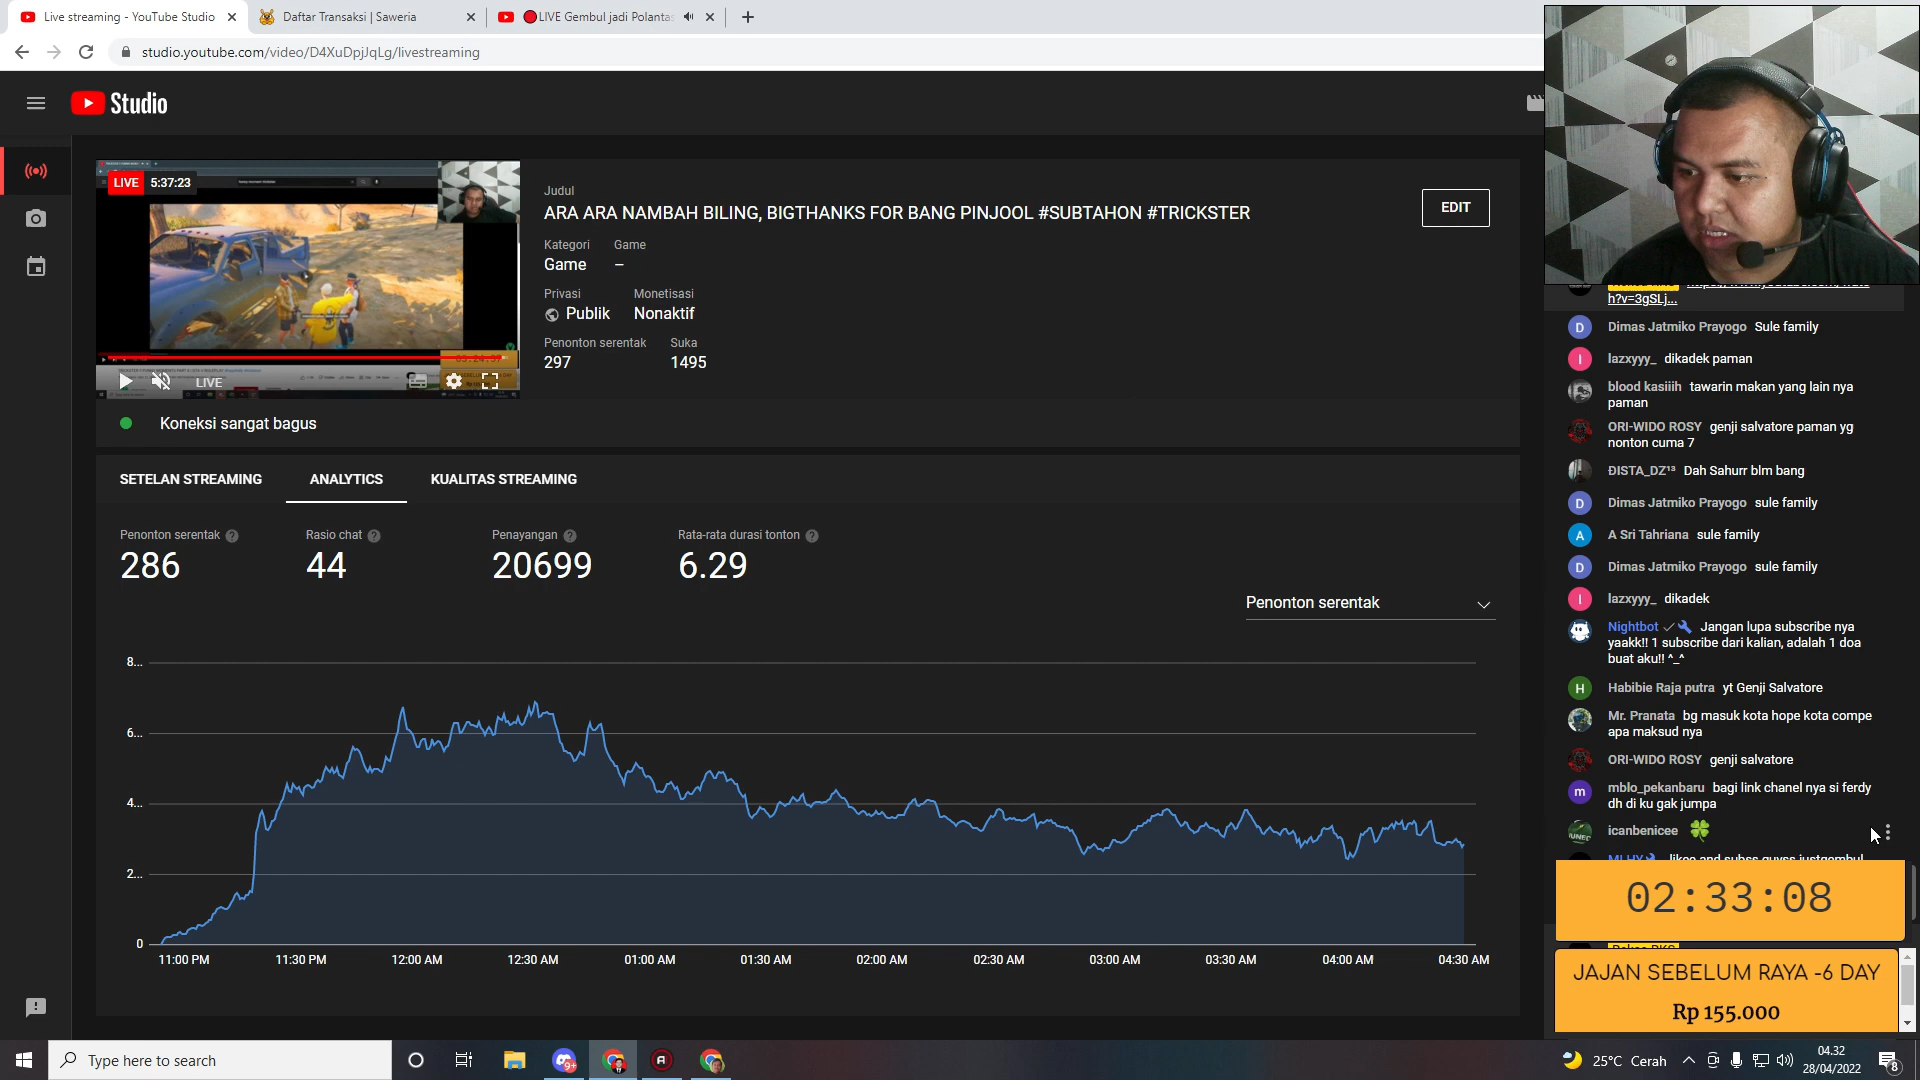 Live streaming - YouTube Studio
Daftar Transaksi | Saweria
LIVE Gembul jadi Polantas
studio.youtube.com/video/D4XuDpjJqLg/livestreaming
Studio
LIVE 5:37:23
LIVE
Judul
ARA ARA NAMBAH BILING, BIGTHANKS FOR BANG PINJOOL #SUBTAHON #TRICKSTER
EDIT
Kategori Game
Game –
Privasi Monetisasi
Publik Nonaktif
Penonton serentak Suka
297 1495
Koneksi sangat bagus
SETELAN STREAMING ANALYTICS KUALITAS STREAMING
Penonton serentak Rasio chat Penayangan Rata-rata durasi tonton
286 44 20699 6.29
Penonton serentak
8...
6...
4...
2...
0
11:00 PM 11:30 PM 12:00 AM 12:30 AM 01:00 AM 01:30 AM 02:00 AM 02:30 AM 03:00 AM 03:30 AM 04:00 AM 04:30 AM
h?v=3gSLj...
D Dimas Jatmiko Prayogo Sule family
l lazxyyy_ dikadek paman
blood kasiiih tawarin makan yang lain nya
paman
ORI-WIDO ROSY genji salvatore paman yg
nonton cuma 7
ĐISTA_DZ¹³ Dah Sahurr blm bang
D Dimas Jatmiko Prayogo sule family
A A Sri Tahriana sule family
D Dimas Jatmiko Prayogo sule family
l lazxyyy_ dikadek
Nightbot Jangan lupa subscribe nya
yaakk!! 1 subscribe dari kalian, adalah 1 doa
buat aku!! ^_^
H Habibie Raja putra yt Genji Salvatore
Mr. Pranata bg masuk kota hope kota compe
apa maksud nya
ORI-WIDO ROSY genji salvatore
m mblo_pekanbaru bagi link chanel nya si ferdy
dh di ku gak jumpa
icanbenicee 🍀
likee and subss guyss justgembul
02:33:08
JAJAN SEBELUM RAYA -6 DAY
Rp 155.000
Type here to search
9+
25°C Cerah
04.32
28/04/2022
8